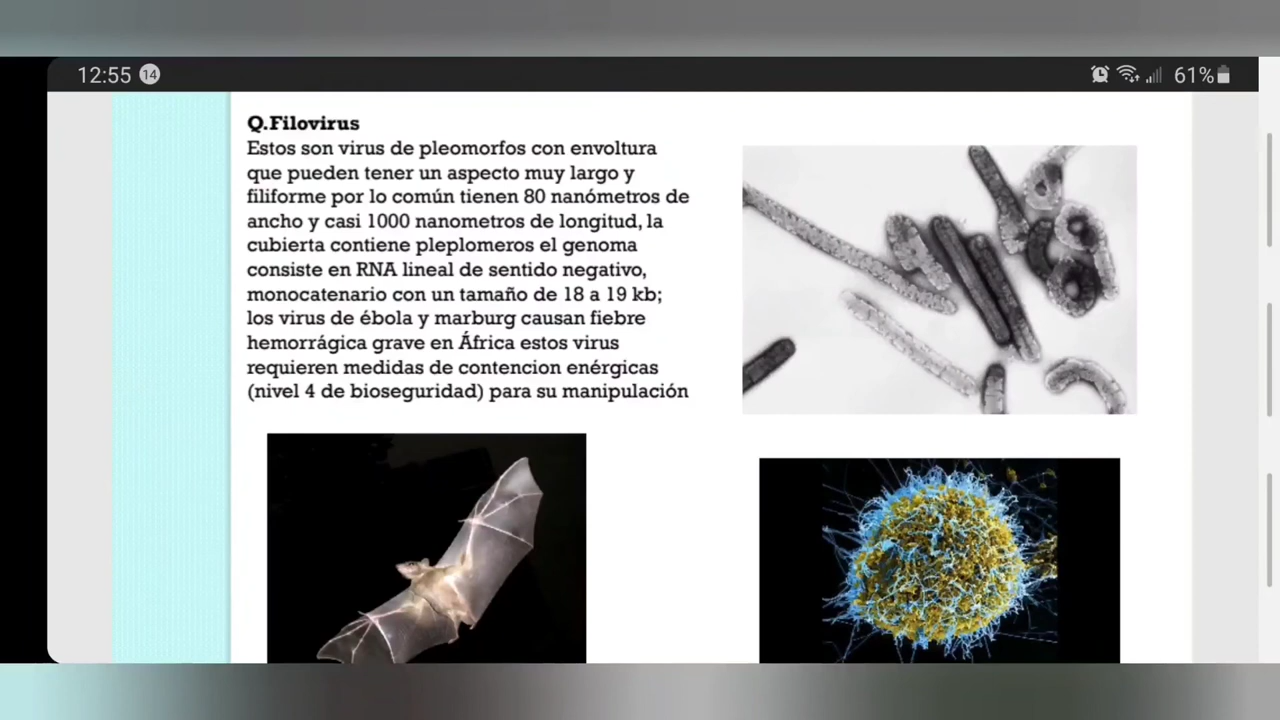 12:55 14
61%
Q.Filovirus
Estos son virus de pleomorfos con envoltura
que pueden tener un aspecto muy largo y
filiforme por lo común tienen 80 nanómetros de
ancho y casi 1000 nanometros de longitud, la
cubierta contiene pleplomeros el genoma
consiste en RNA lineal de sentido negativo,
monocatenario con un tamaño de 18 a 19 kb;
los virus de ébola y marburg causan fiebre
hemorrágica grave en África estos virus
requieren medidas de contencion enérgicas
(nivel 4 de bioseguridad) para su manipulación